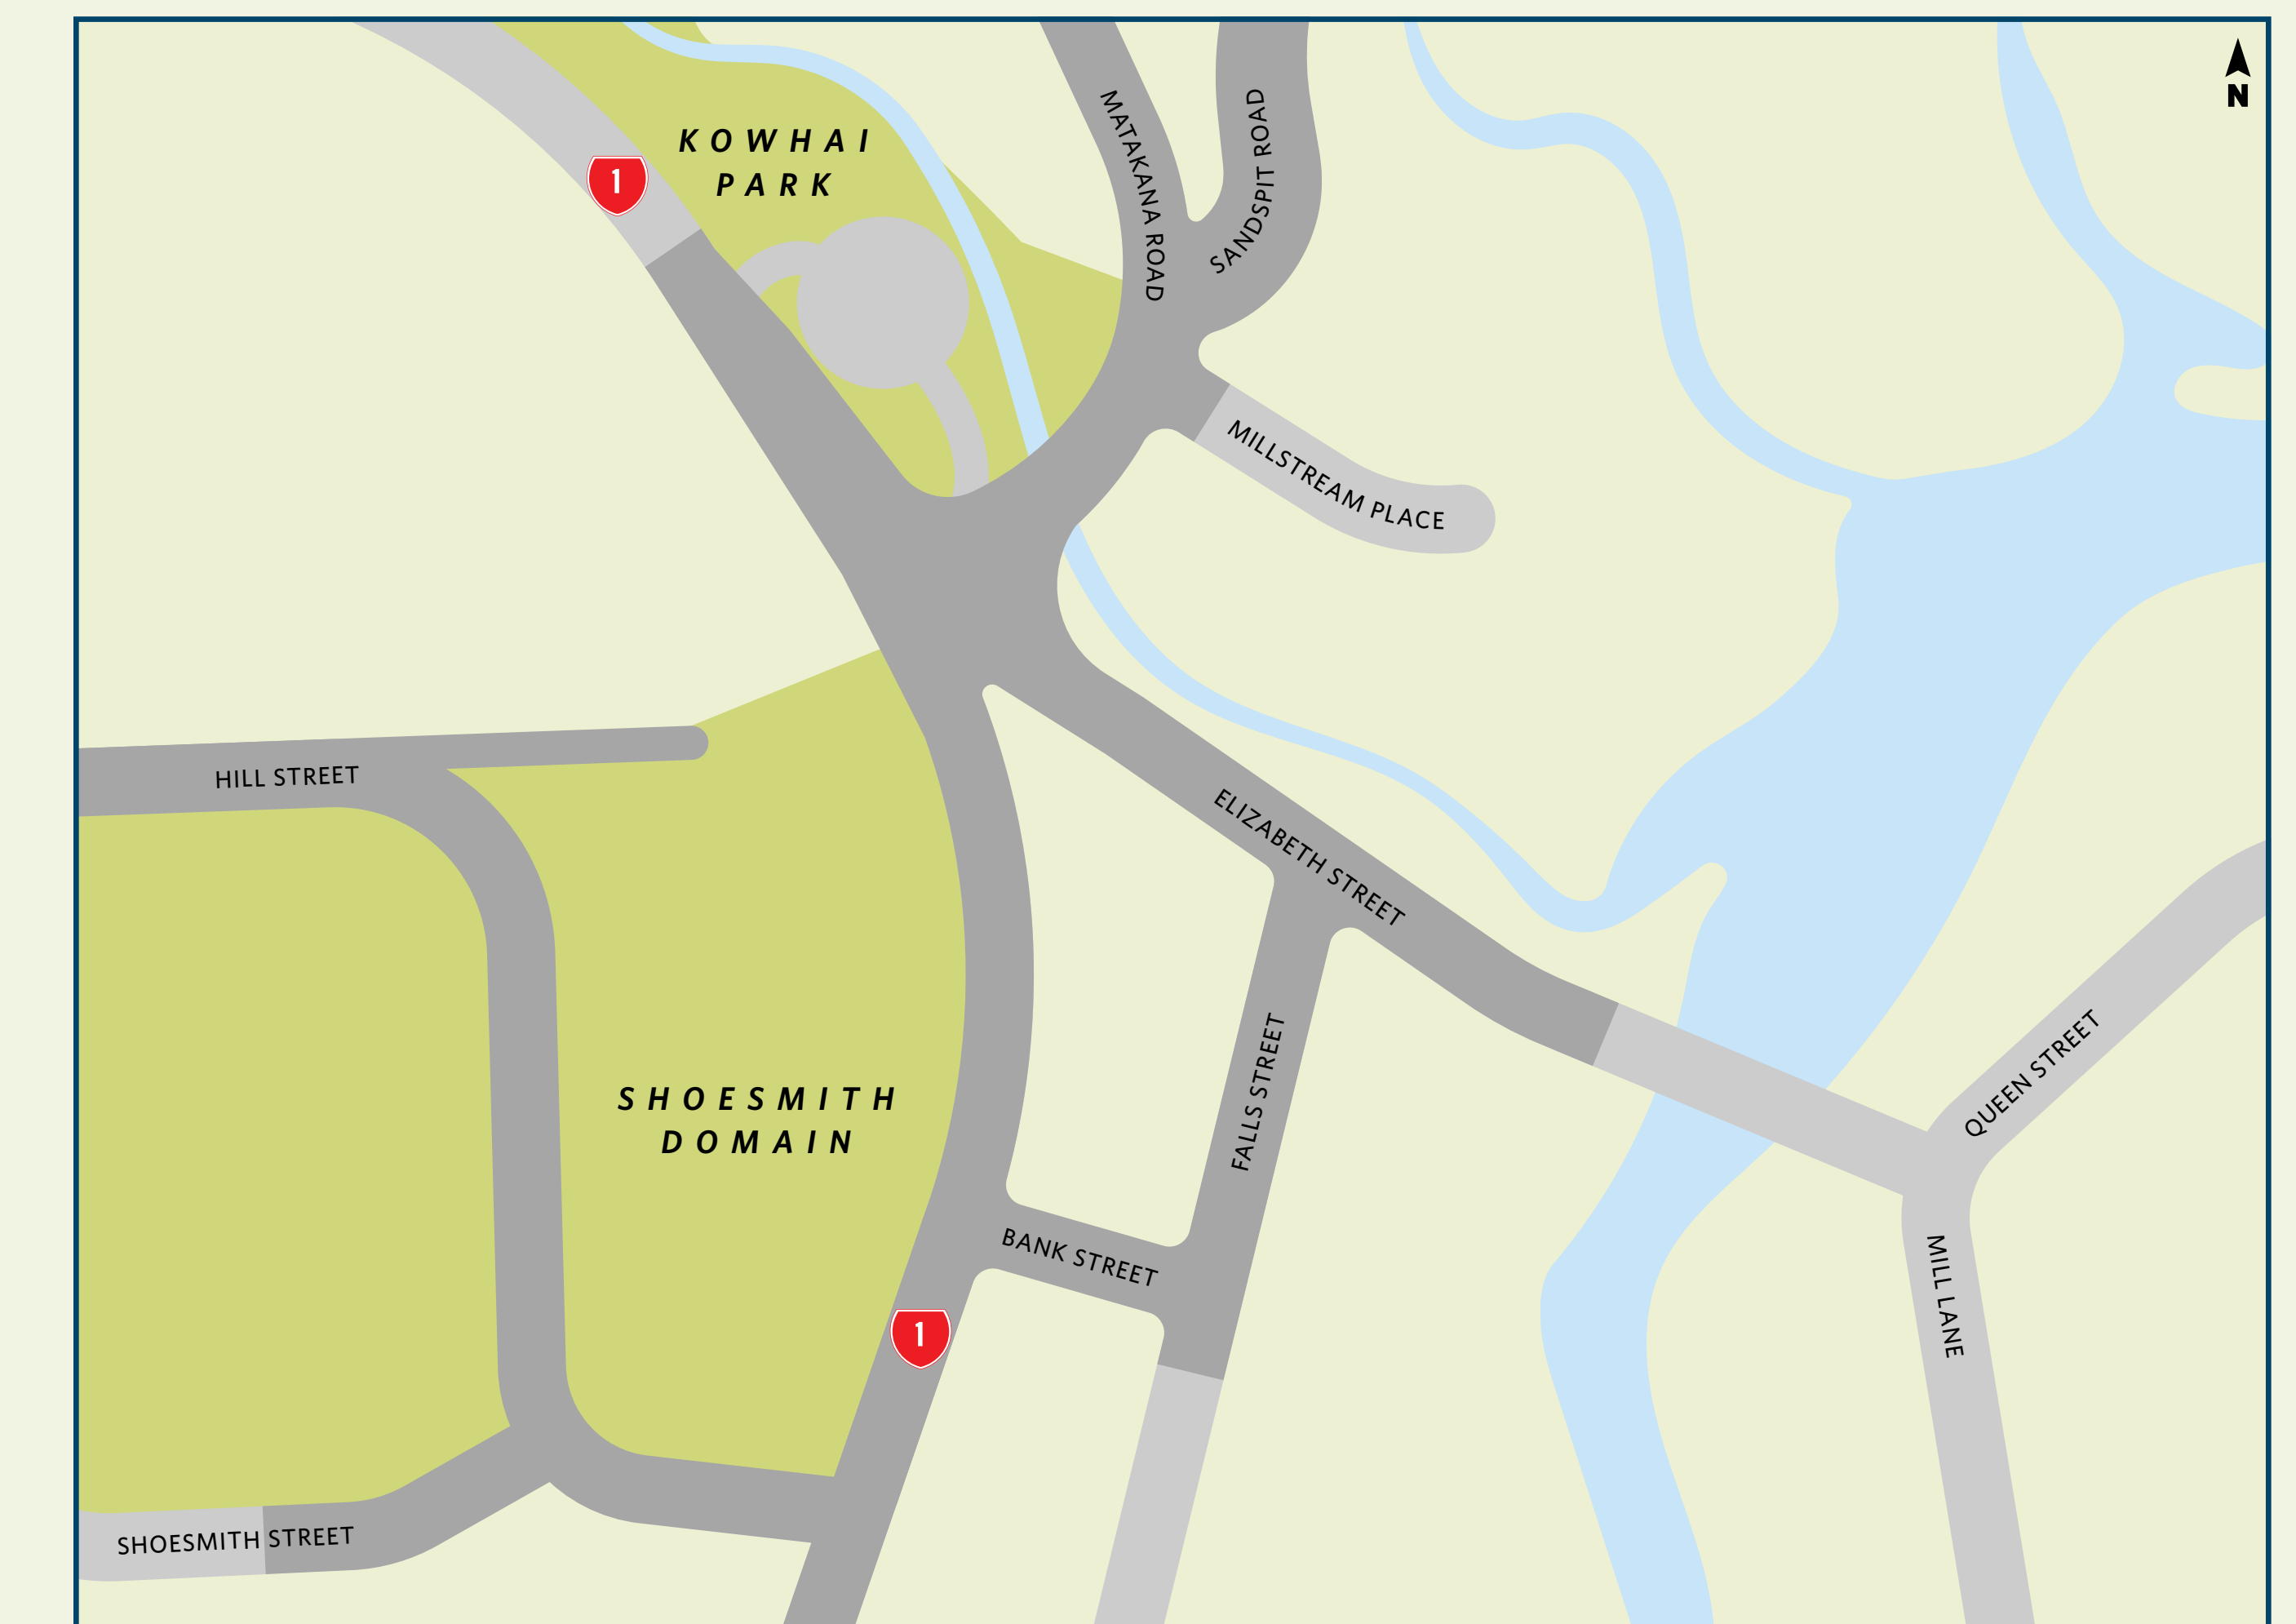 N
MATAKANA ROAD
SANDSPIT ROAD
KOWHAI
PARK
1
MILLSTREAM PLACE
HILL STREET
ELIZABETH STREET
FALLS STREET
QUEEN STREET
SHOESMITH
DOMAIN
BANK STREET
MILL LANE
1
SHOESMITH STREET